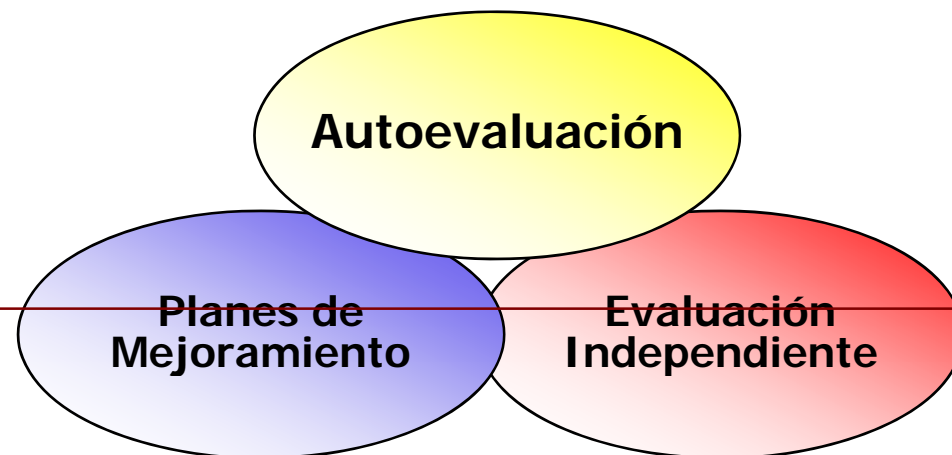 Autoevaluación
Planes de
Mejoramiento
Evaluación
Independiente